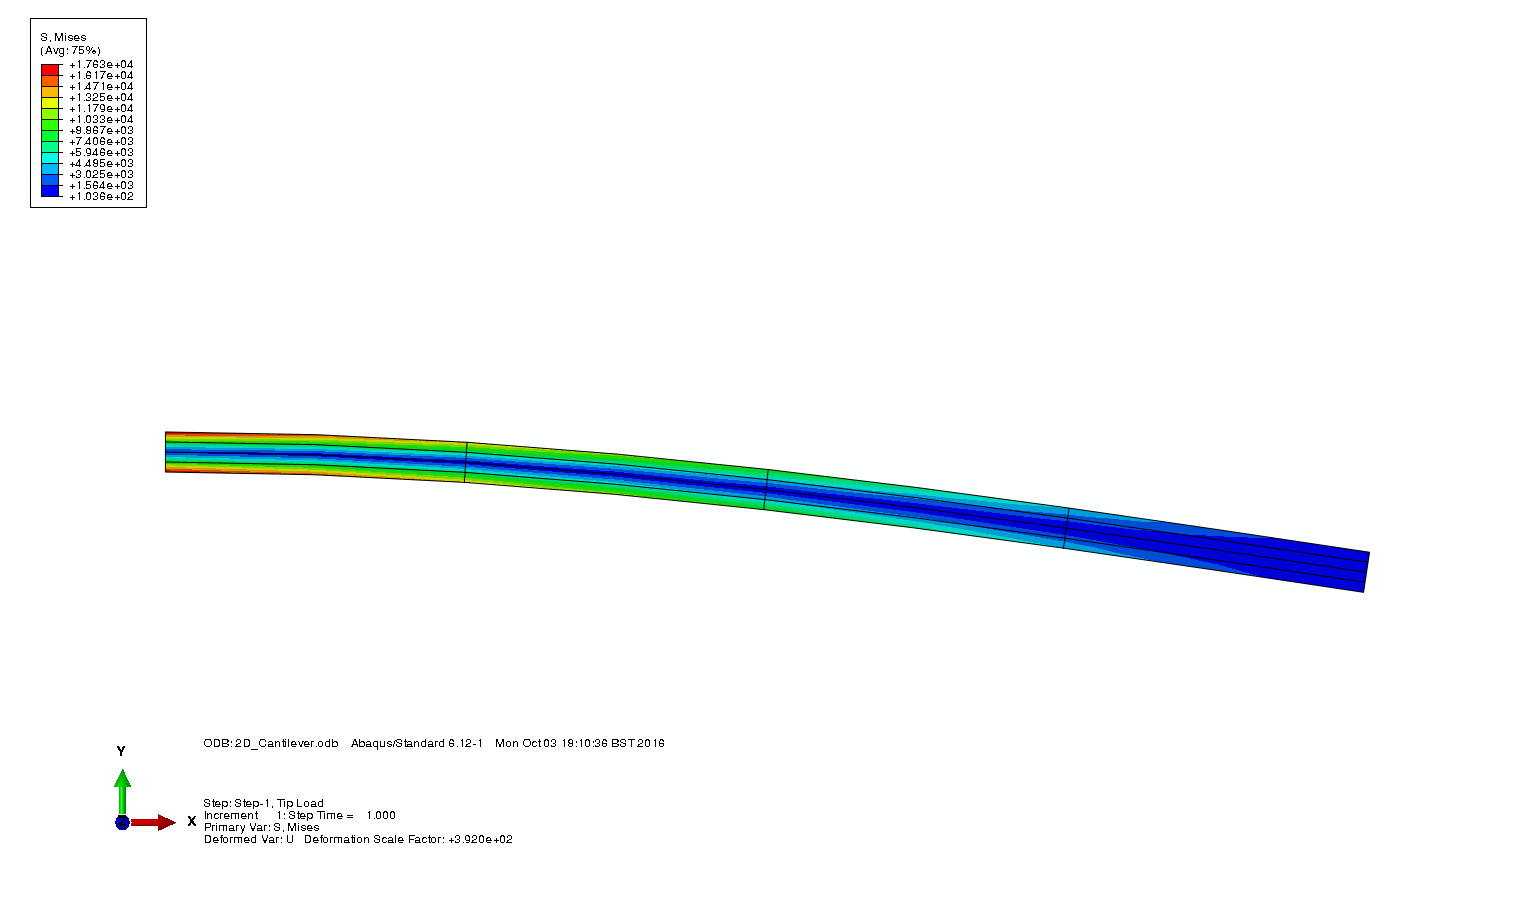 S, Mises
(Avg: 75%)
+1.763e+04
+1.617e+04
+1.471e+04
+1.325e+04
+1.179e+04
+1.033e+04
+9.967e+03
+7.406e+03
+5.946e+03
+4.485e+03
+3.025e+03
+1.564e+03
+1.036e+02
ODB: 2D_Cantilever.odb Abaqus/Standard 6.12-1 Mon Oct 03 19:10:36 BST 2016
Y
X
Step: Step-1, Tip Load
Increment 1: Step Time = 1.000
Primary Var: S, Mises
Deformed Var: U Deformation Scale Factor: +3.920e+02